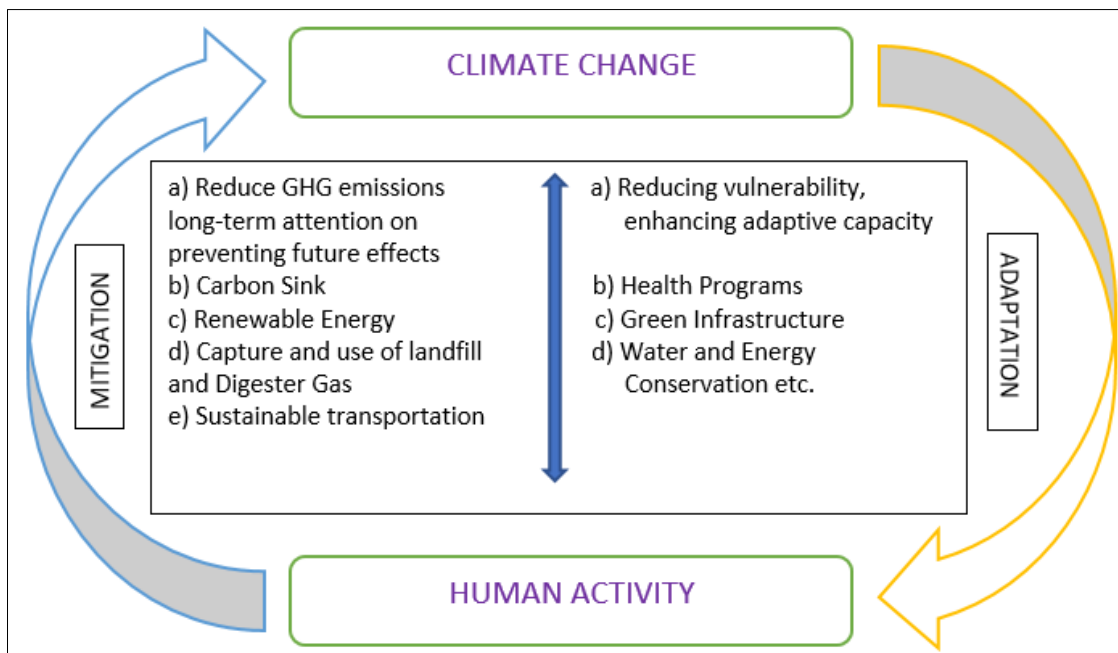 CLIMATE CHANGE
MITIGATION
a) Reduce GHG emissions
long-term attention on
preventing future effects
b) Carbon Sink
c) Renewable Energy
d) Capture and use of landfill
and Digester Gas
e) Sustainable transportation
a) Reducing vulnerability,
enhancing adaptive capacity
b) Health Programs
c) Green Infrastructure
d) Water and Energy
Conservation etc.
ADAPTATION
HUMAN ACTIVITY